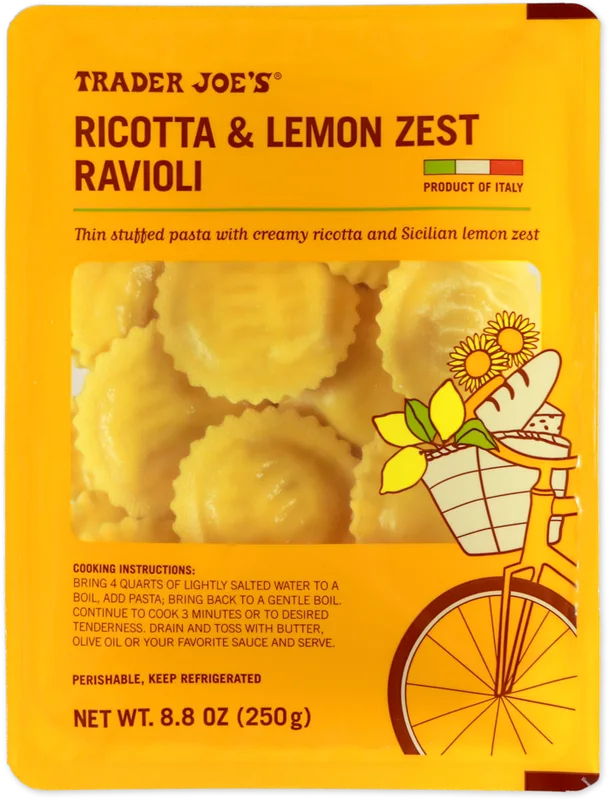 TRADER JOE'S®
RICOTTA & LEMON ZEST
RAVIOLI
PRODUCT OF ITALY
Thin stuffed pasta with creamy ricotta and Sicilian lemon zest
COOKING INSTRUCTIONS:
BRING 4 QUARTS OF LIGHTLY SALTED WATER TO A
BOIL, ADD PASTA; BRING BACK TO A GENTLE BOIL.
CONTINUE TO COOK 3 MINUTES OR TO DESIRED
TENDERNESS. DRAIN AND TOSS WITH BUTTER,
OLIVE OIL OR YOUR FAVORITE SAUCE AND SERVE.
PERISHABLE, KEEP REFRIGERATED
NET WT. 8.8 OZ (250g)